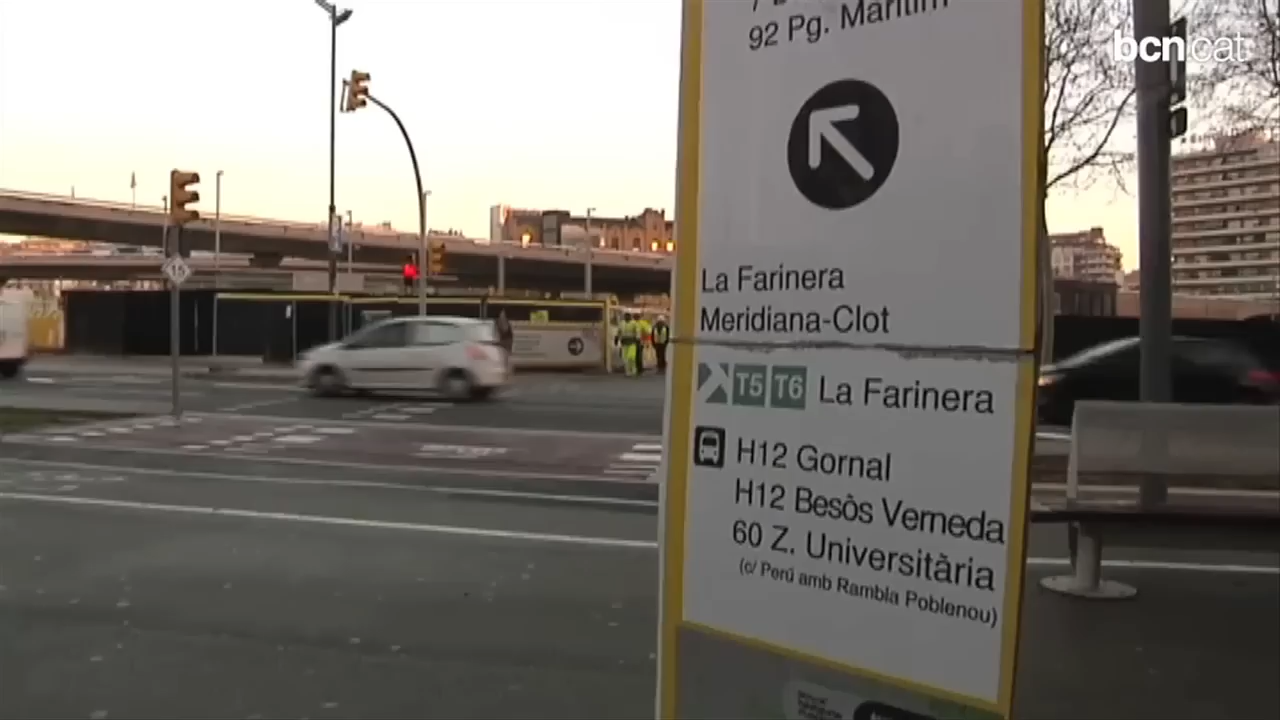 92 Pg. Marítim
bcn.cat
La Farinera
Meridiana-Clot
T5 T6 La Farinera
H12 Gornal
H12 Besòs Verneda
60 Z. Universitària
(c/ Perú amb Rambla Poblenou)
15